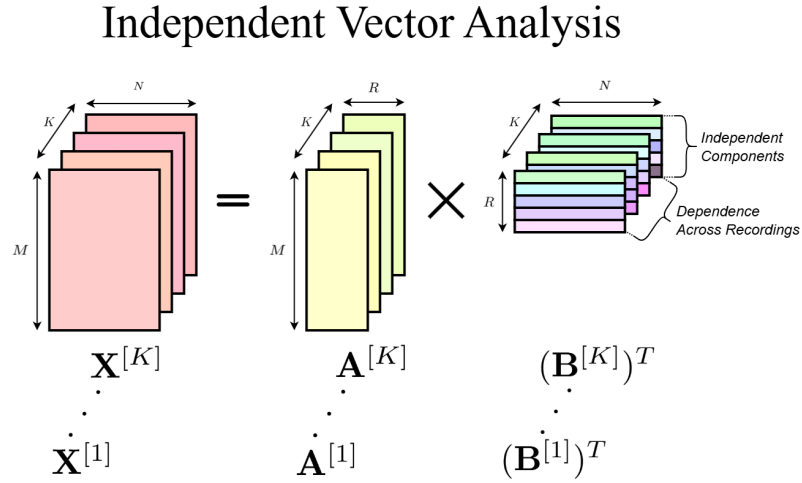 Independent Vector Analysis
N
K
M
=
R
K
M
×
N
K
R
Independent
Components
Dependence
Across Recordings
X^{[K]}
A^{[K]}
(B^{[K]})^T
X^{[1]}
A^{[1]}
(B^{[1]})^T